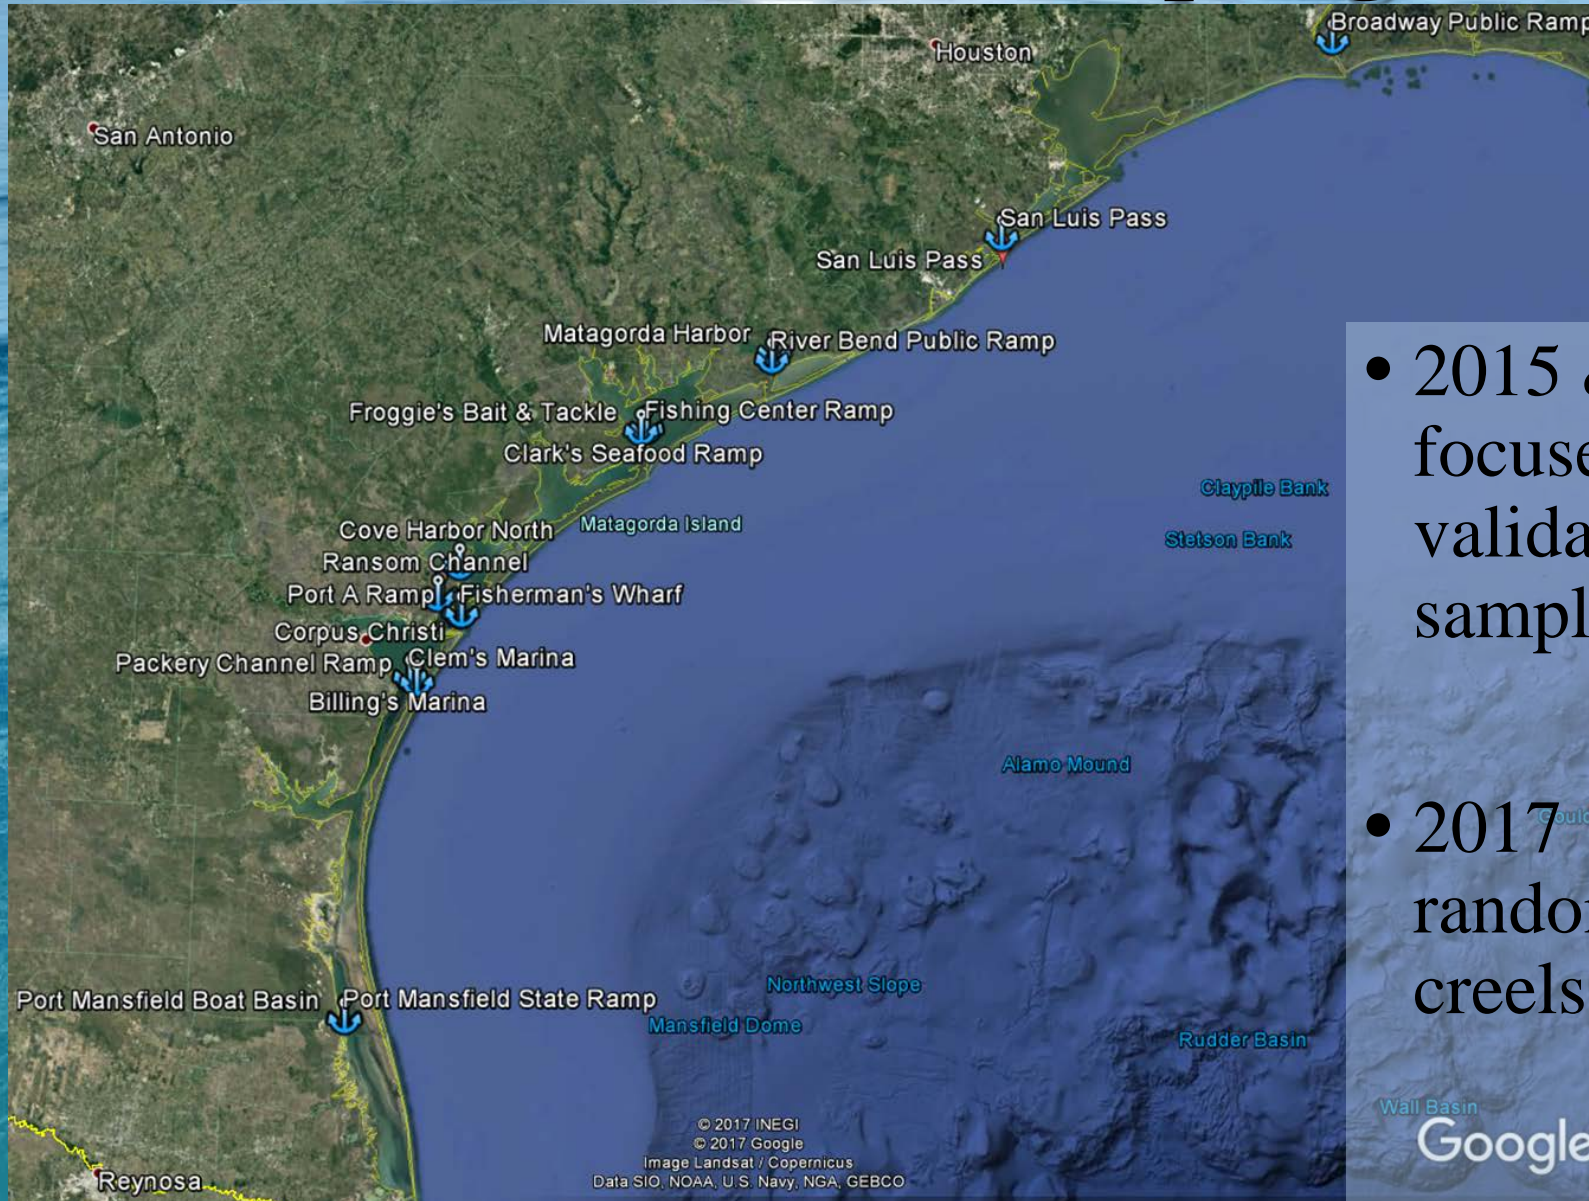 Broadway Public Ramp
Houston
San Antonio
San Luis Pass
San Luis Pass
Matagorda Harbor
River Bend Public Ramp
Froggie's Bait & Tackle
Fishing Center Ramp
Clark's Seafood Ramp
Claypile Bank
Cove Harbor North
Matagorda Island
Stetson Bank
Ransom Channel
Port A Ramp
Fisherman's Wharf
Corpus Christi
Packery Channel Ramp
Clem's Marina
Billing's Marina
Alamo Mound
Northwest Slope
Port Mansfield Boat Basin
Port Mansfield State Ramp
Mansfield Dome
Rudder Basin
Wall Basin
Reynosa
© 2017 INEGI
© 2017 Google
Image Landsat / Copernicus
Data SIO, NOAA, U.S. Navy, NGA, GEBCO
Google
• 2015
• 2017
creels